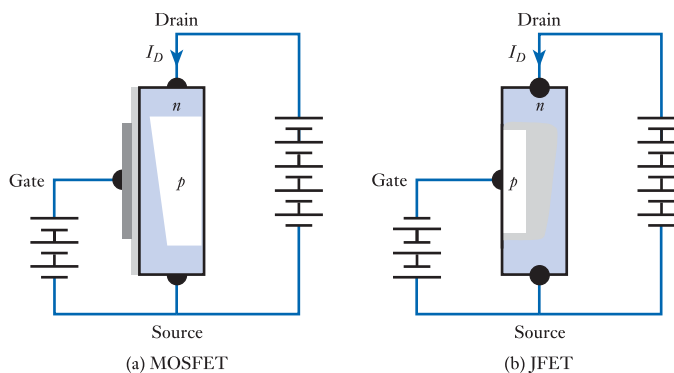 Drain
I_D
n
p
Gate
Source
(a) MOSFET
Drain
I_D
n
p
Gate
Source
(b) JFET